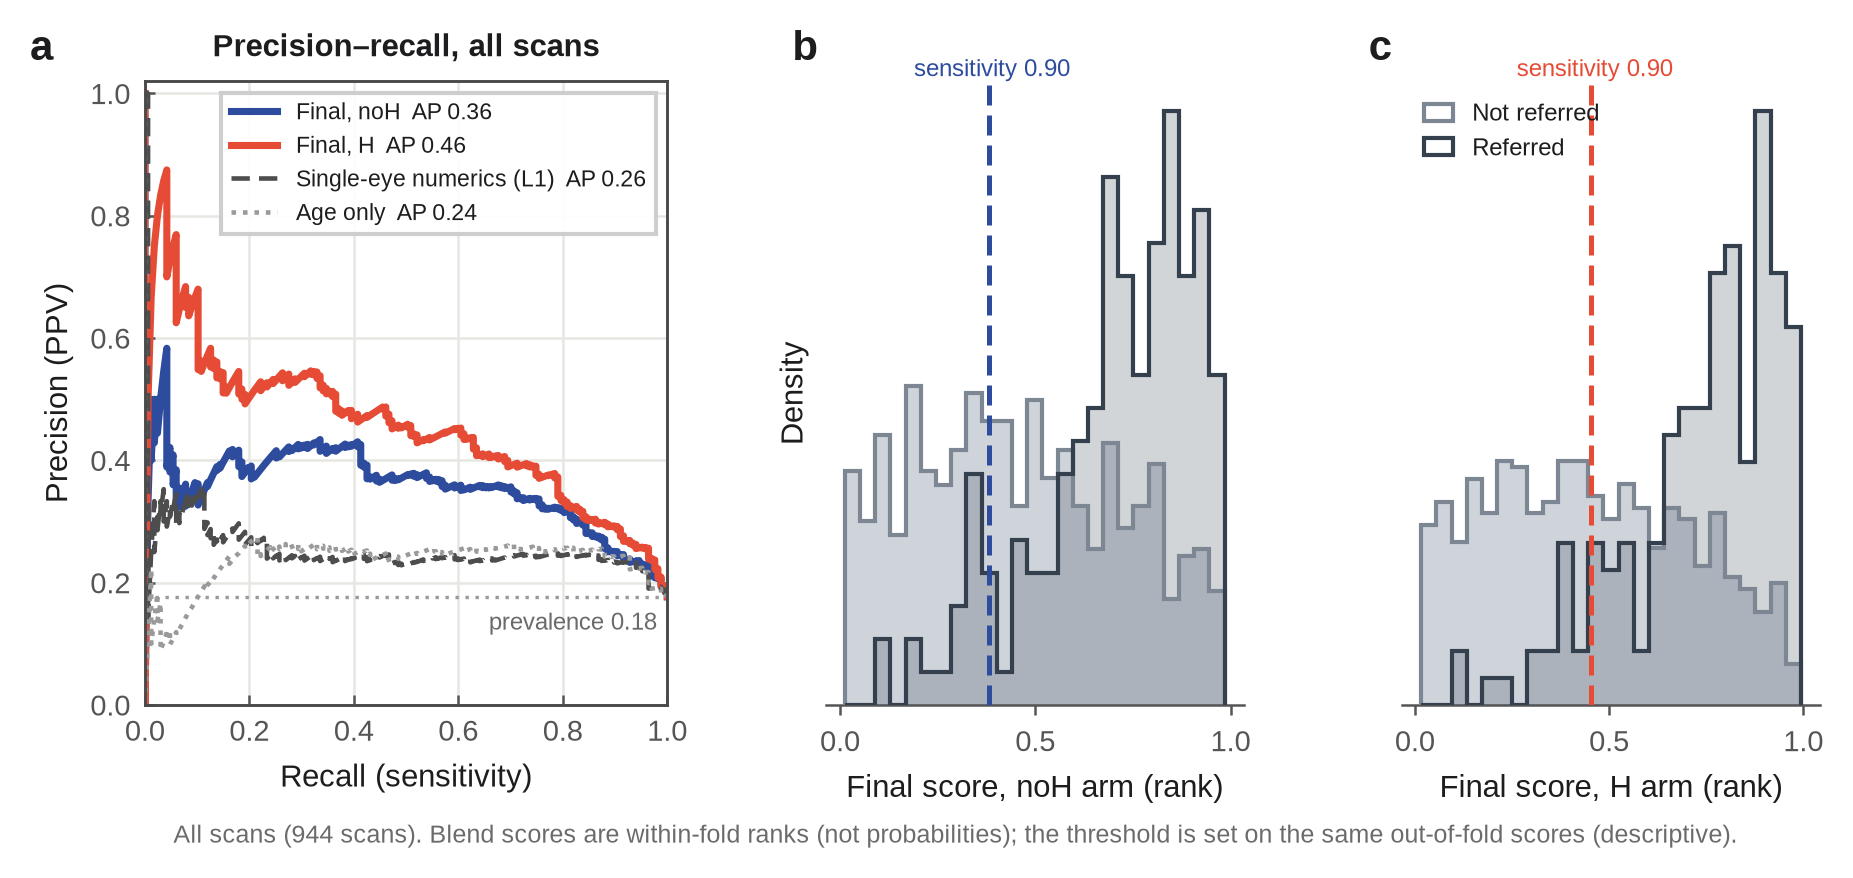 a
Precision–recall, all scans
Precision (PPV)
1.0
0.8
0.6
0.4
0.2
0.0
Final, noH  AP 0.36
Final, H  AP 0.46
Single-eye numerics (L1)  AP 0.26
Age only  AP 0.24
prevalence 0.18
0.0 0.2 0.4 0.6 0.8 1.0
Recall (sensitivity)
b
sensitivity 0.90
Density
0.0 0.5 1.0
Final score, noH arm (rank)
c
sensitivity 0.90
Not referred
Referred
0.0 0.5 1.0
Final score, H arm (rank)
All scans (944 scans). Blend scores are within-fold ranks (not probabilities); the threshold is set on the same out-of-fold scores (descriptive).